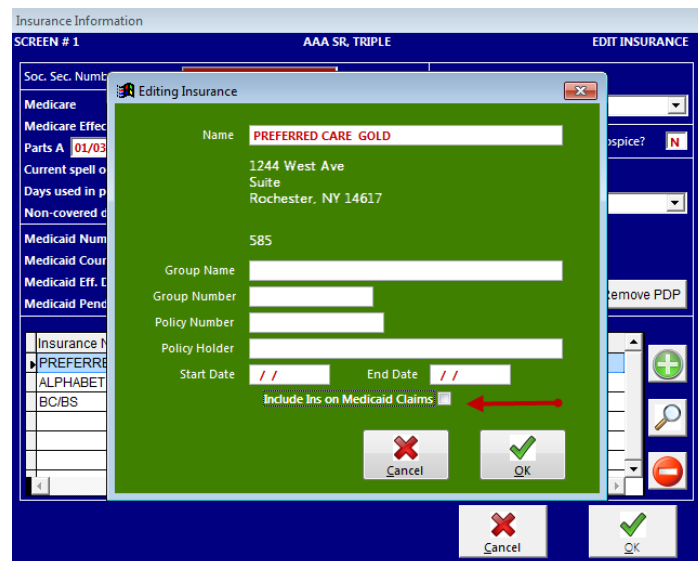 Insurance Information
SCREEN # 1 AAA SR, TRIPLE EDIT INSURANCE
Soc. Sec. Numb
Editing Insurance
Medicare
Medicare Effec
Parts A 01/03
ospice? N
Current spell o
Days used in p
Non-covered d
Medicaid Num
Medicaid Cour
Medicaid Eff. D
Medicaid Pend
Remove PDP
Name PREFERRED CARE GOLD
1244 West Ave
Suite
Rochester, NY 14617
585
Group Name
Group Number
Policy Number
Policy Holder
Start Date / / End Date / /
Include Ins on Medicaid Claims
Cancel OK
Insurance N
PREFERRE
ALPHABET
BC/BS
Cancel OK